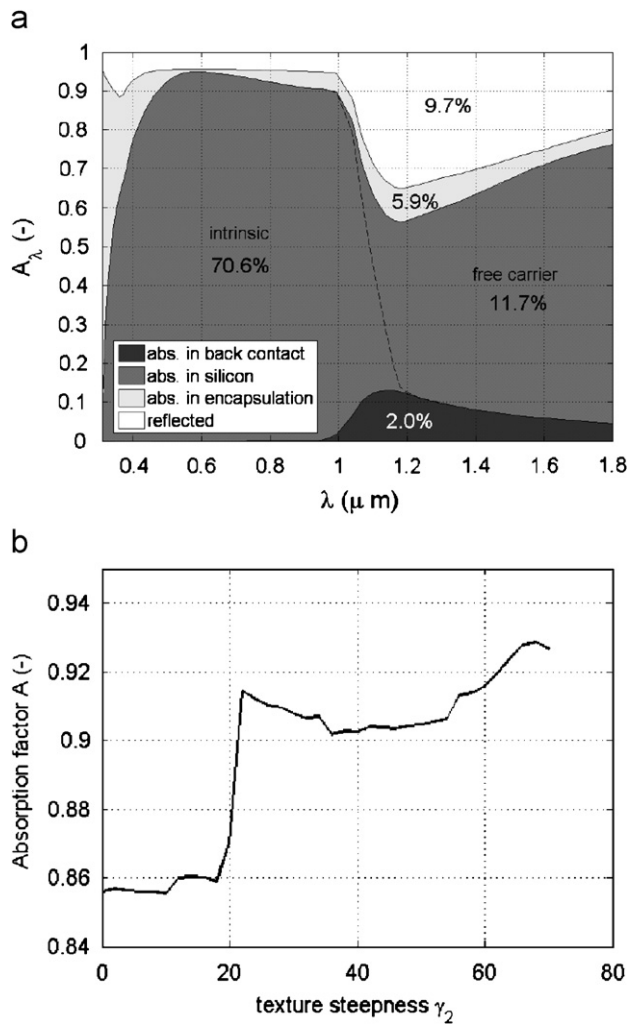 a
1
0.9
0.8
0.7
0.6
0.5
0.4
0.3
0.2
0.1
0
A_λ (-)
9.7%
5.9%
intrinsic
70.6%
free carrier
11.7%
abs. in back contact
abs. in silicon
abs. in encapsulation
reflected
2.0%
0.4 0.6 0.8 1 1.2 1.4 1.6 1.8
λ (μ m)
b
0.94
0.92
0.9
0.88
0.86
0.84
Absorption factor A (-)
0 20 40 60 80
texture steepness γ₂